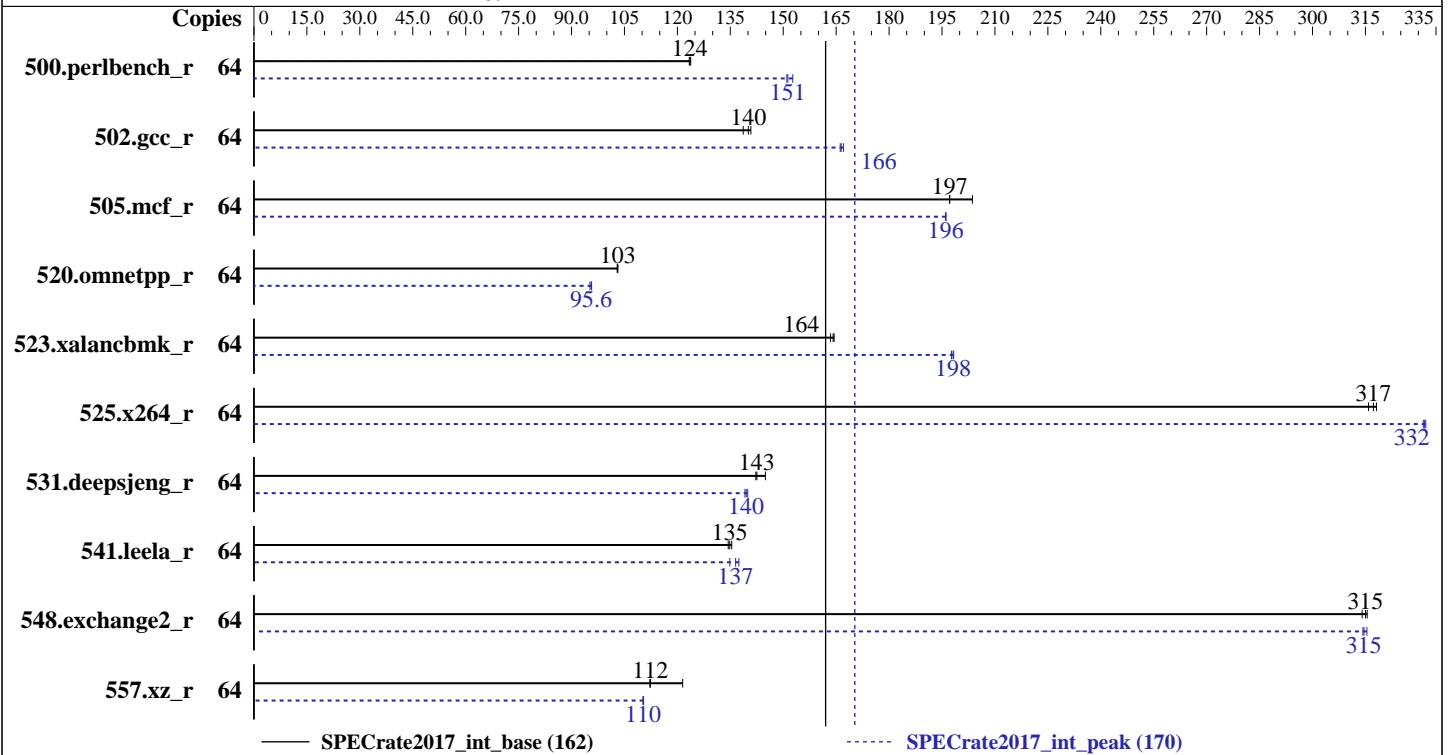 Copies 0 15.0 30.0 45.0 60.0 75.0 90.0 105 120 135 150 165 180 195 210 225 240 255 270 285 300 315 335
124
500.perlbench_r 64
151
140
502.gcc_r 64
166
197
505.mcf_r 64
196
103
520.omnetpp_r 64
95.6
164
523.xalancbmk_r 64
198
317
525.x264_r 64
332
143
531.deepsjeng_r 64
140
135
541.leela_r 64
137
315
548.exchange2_r 64
315
112
557.xz_r 64
110
SPECrate2017_int_base (162) SPECrate2017_int_peak (170)